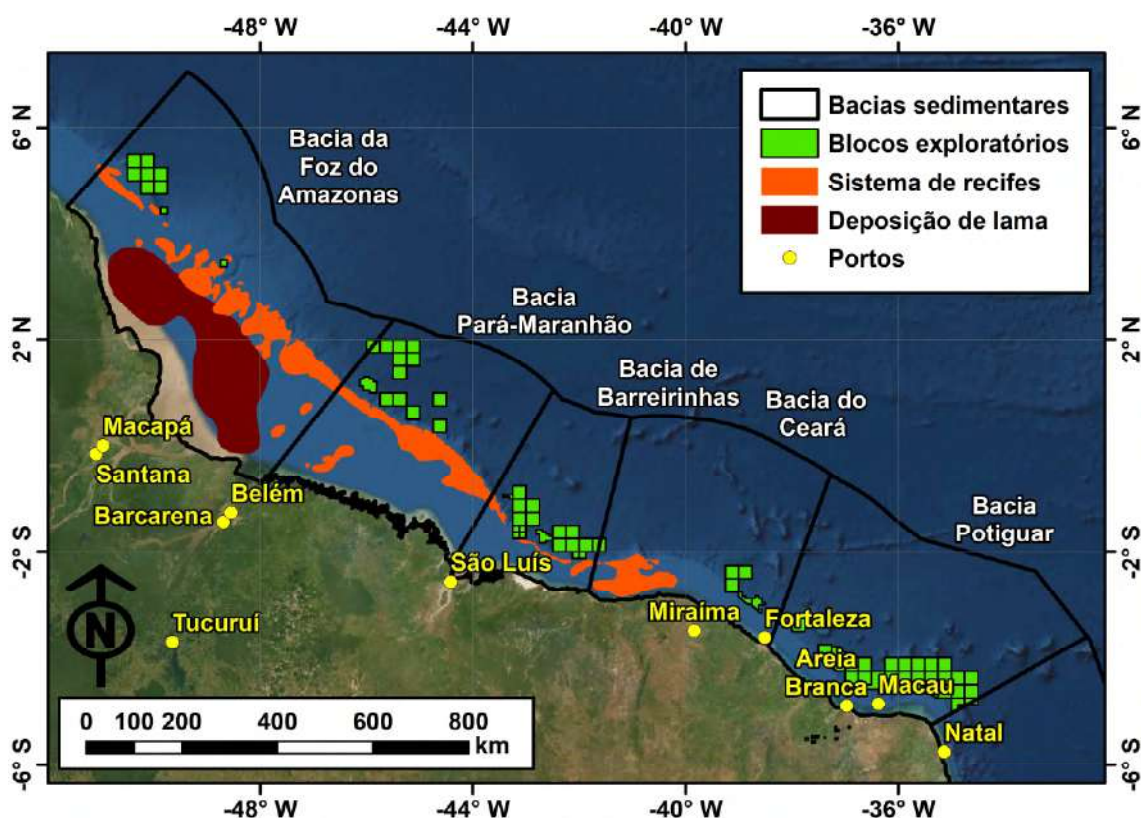 -48° W
-44° W
-40° W
-36° W
6° N
6° N
Bacias sedimentares
Blocos exploratórios
Sistema de recifes
Deposição de lama
Portos
Bacia da
Foz do
Amazonas
Bacia
Pará-Maranhão
2° N
2° N
Bacia de
Barreirinhas
Bacia do
Ceará
Macapá
Santana
Belém
Barcarena
Bacia
Potiguar
-2° S
-2° S
São Luís
N
Tucuruí
Miraíma
Fortaleza
Areia
Branca
Macau
Natal
0 100 200 400 600 800
km
-6° S
-6° S
-48° W
-44° W
-40° W
-36° W